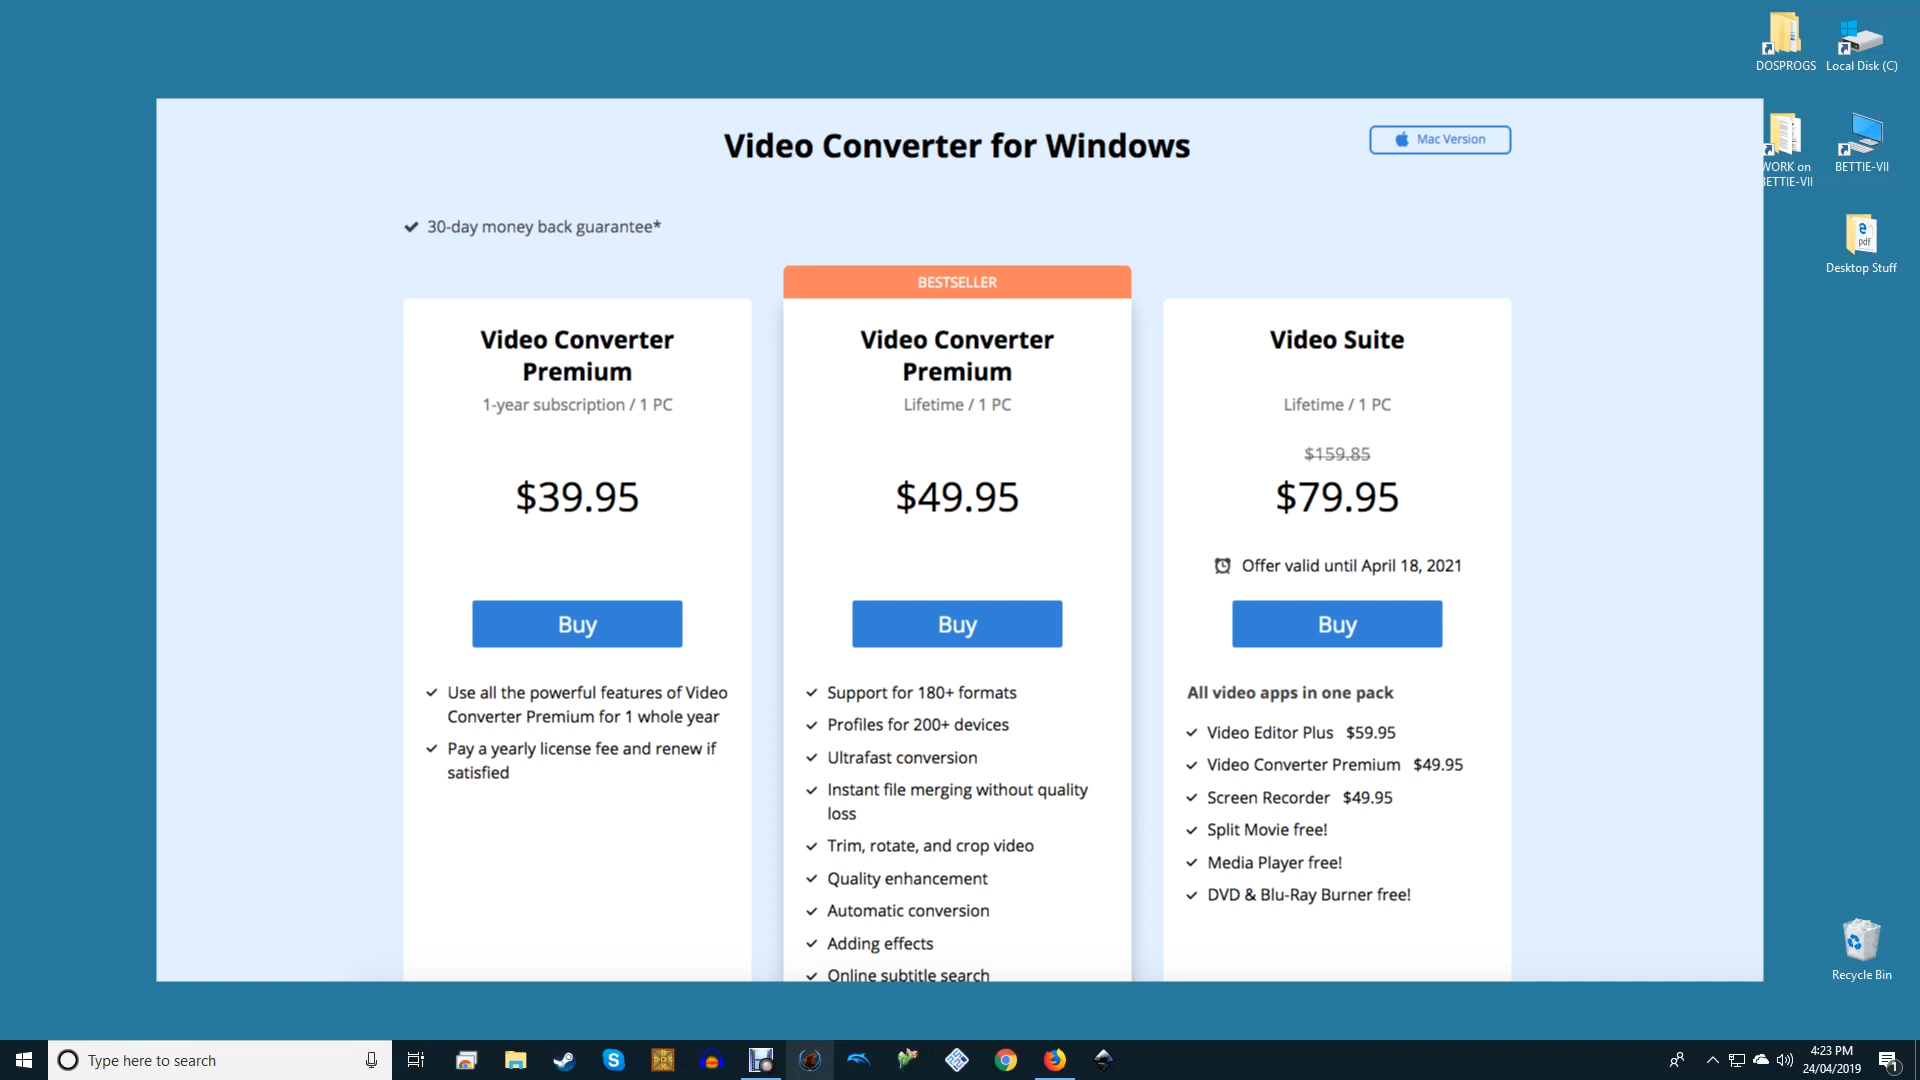 DOSPROGS
Local Disk (C)
WORK on
BETTIE-VII
BETTIE-VII
Desktop Stuff
pdf
Video Converter for Windows
Mac Version
30-day money back guarantee*
BESTSELLER
Video Converter
Premium
1-year subscription / 1 PC
$39.95
Buy
Use all the powerful features of Video
Converter Premium for 1 whole year
Pay a yearly license fee and renew if
satisfied
Video Converter
Premium
Lifetime / 1 PC
$49.95
Buy
Support for 180+ formats
Profiles for 200+ devices
Ultrafast conversion
Instant file merging without quality
loss
Trim, rotate, and crop video
Quality enhancement
Automatic conversion
Adding effects
Online subtitle search
Video Suite
Lifetime / 1 PC
$159.85
$79.95
Offer valid until April 18, 2021
Buy
All video apps in one pack
Video Editor Plus $59.95
Video Converter Premium $49.95
Screen Recorder $49.95
Split Movie free!
Media Player free!
DVD & Blu-Ray Burner free!
Recycle Bin
Type here to search
DOS
4:23 PM
24/04/2019
1